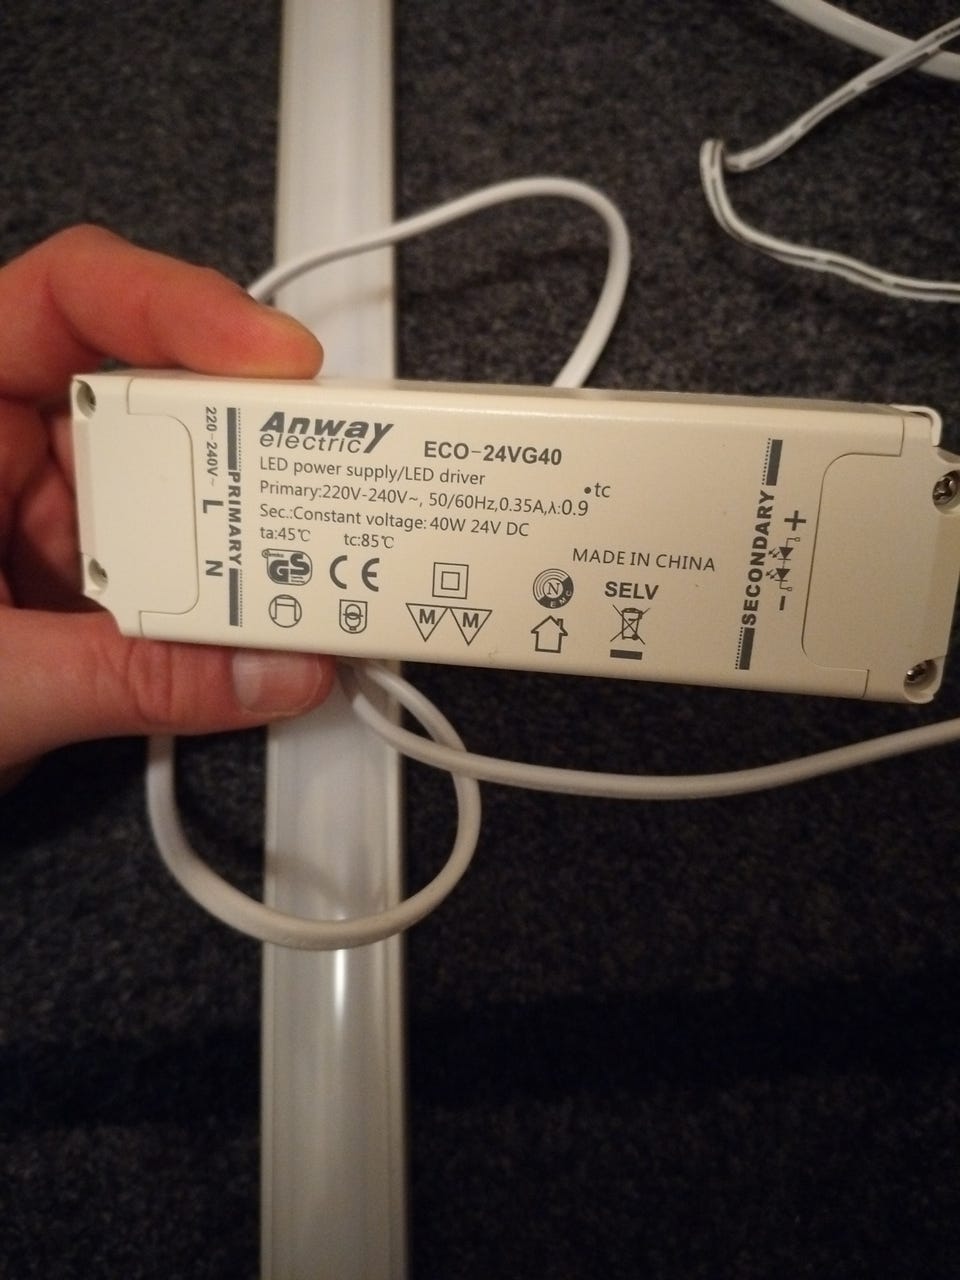 220-240V~
L
N
PRIMARY
Anway
electric
ECO-24VG40
LED power supply/LED driver
Primary:220V-240V~, 50/60Hz,0.35A,λ:0.9
•tc
Sec.:Constant voltage: 40W 24V DC
ta:45℃ tc:85℃
MADE IN CHINA
GS
CE
N
EMC
SELV
M M
SECONDARY
+
-